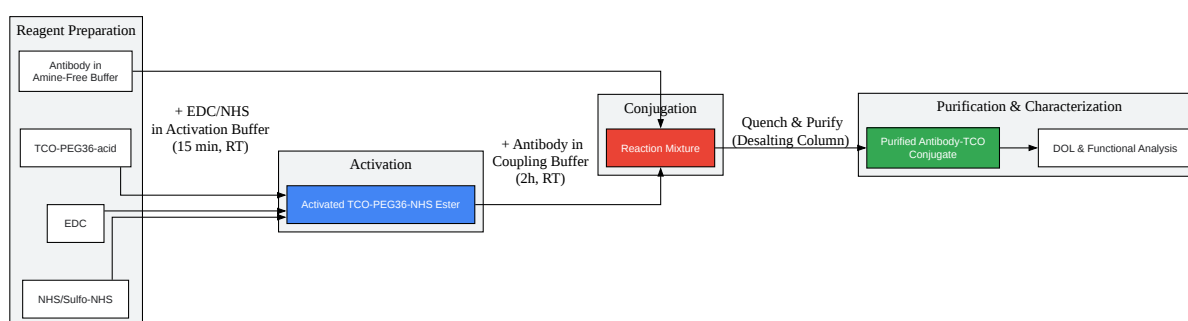 Reagent Preparation
Antibody in
Amine-Free Buffer
TCO-PEG36-acid
EDC
NHS/Sulfo-NHS
+ EDC/NHS
in Activation Buffer
(15 min, RT)
Activation
Activated TCO-PEG36-NHS Ester
+ Antibody in
Coupling Buffer
(2h, RT)
Conjugation
Reaction Mixture
Quench & Purify
(Desalting Column)
Purification & Characterization
Purified Antibody-TCO
Conjugate
DOL & Functional Analysis